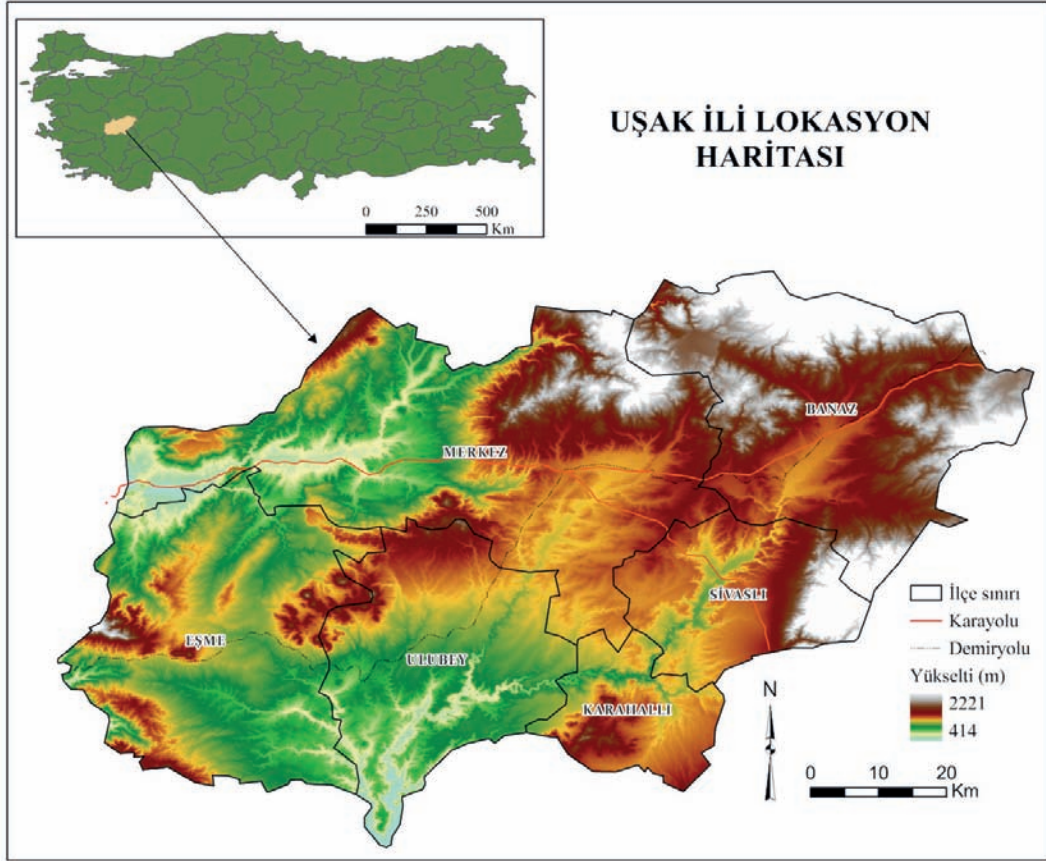 UŞAK İLİ LOKASYON
HARİTASI
0 250 500
Km
MERKEZ
BANAZ
SİVASLI
EŞME
ULUBEY
KARAHALLI
İlçe sınırı
Karayolu
Demiryolu
Yükselti (m)
2221
414
N
0 10 20
Km